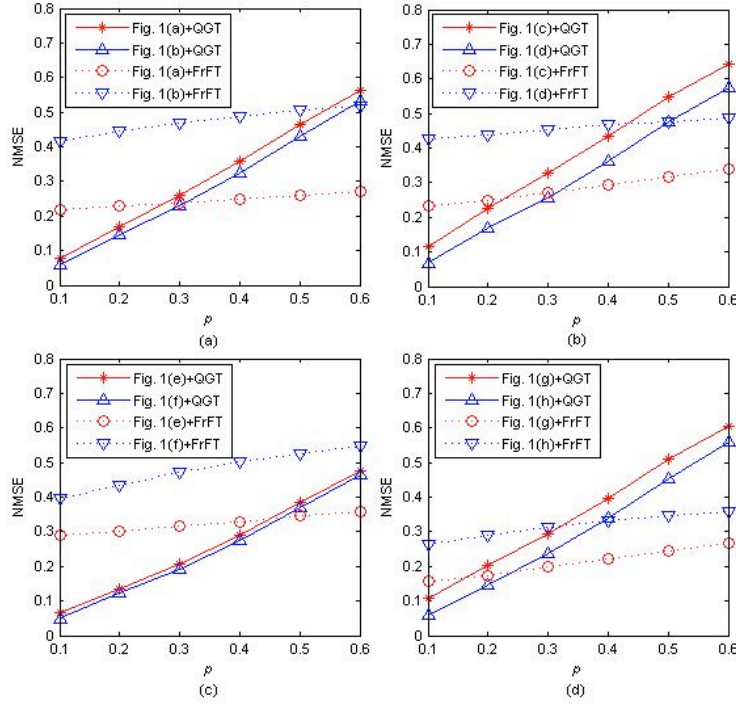 0.8
0.7
0.6
0.5
0.4
0.3
0.2
0.1
0
NMSE
Fig. 1(a)+QGT
Fig. 1(b)+QGT
Fig. 1(a)+FrFT
Fig. 1(b)+FrFT
0.1 0.2 0.3 0.4 0.5 0.6
p
(a)
0.8
0.7
0.6
0.5
0.4
0.3
0.2
0.1
0
NMSE
Fig. 1(c)+QGT
Fig. 1(d)+QGT
Fig. 1(c)+FrFT
Fig. 1(d)+FrFT
0.1 0.2 0.3 0.4 0.5 0.6
p
(b)
0.8
0.7
0.6
0.5
0.4
0.3
0.2
0.1
0
NMSE
Fig. 1(e)+QGT
Fig. 1(f)+QGT
Fig. 1(e)+FrFT
Fig. 1(f)+FrFT
0.1 0.2 0.3 0.4 0.5 0.6
p
(c)
0.8
0.7
0.6
0.5
0.4
0.3
0.2
0.1
0
NMSE
Fig. 1(g)+QGT
Fig. 1(h)+QGT
Fig. 1(g)+FrFT
Fig. 1(h)+FrFT
0.1 0.2 0.3 0.4 0.5 0.6
p
(d)